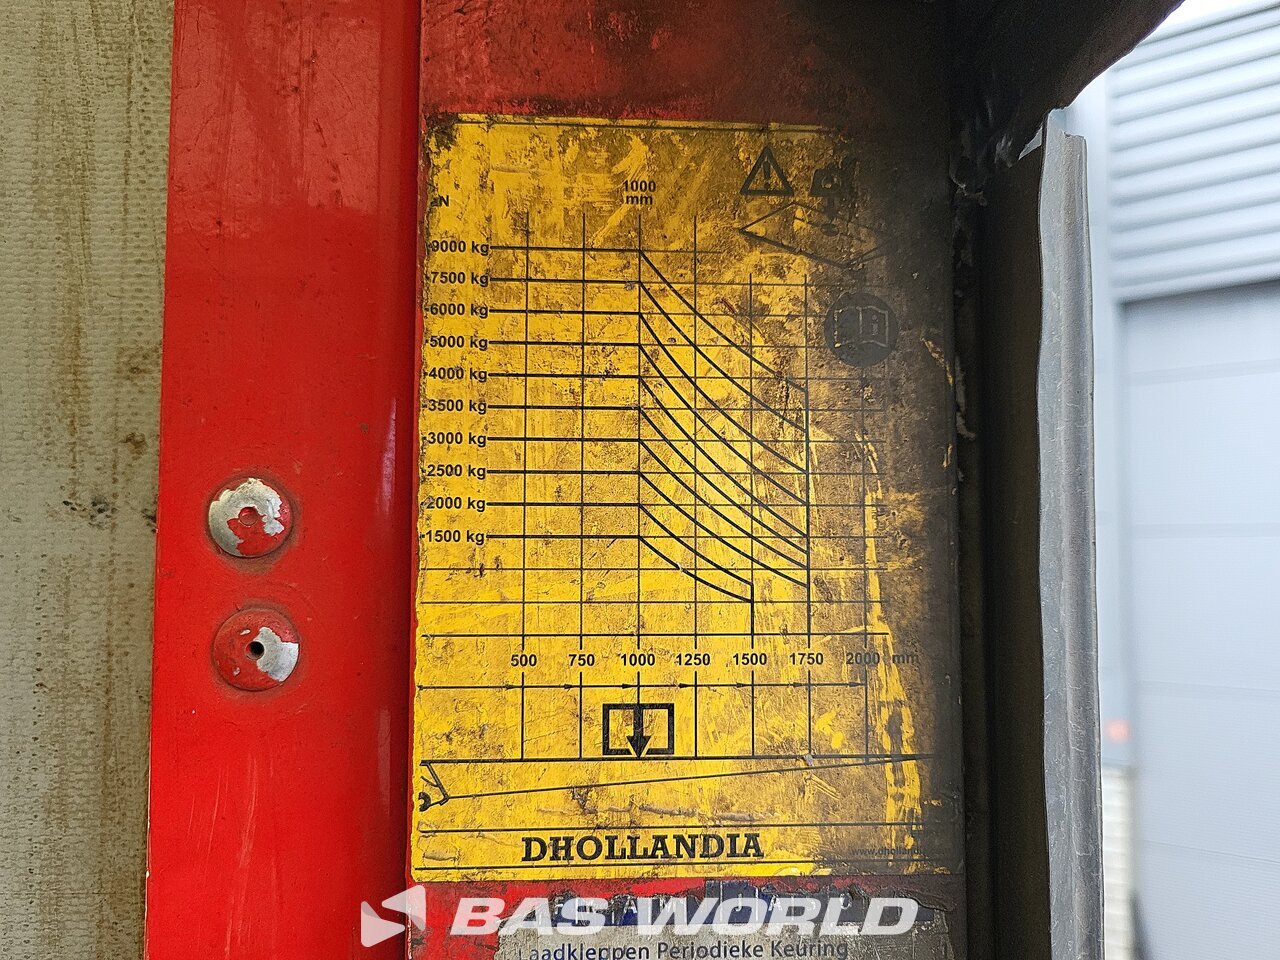 1000
mm
9000 kg
7500 kg
6000 kg
5000 kg
4000 kg
3500 kg
3000 kg
2500 kg
2000 kg
1500 kg
500 750 1000 1250 1500 1750 2000 mm
DHOLLANDIA
BAS WORLD
Laadkleppen Periodieke Keuring